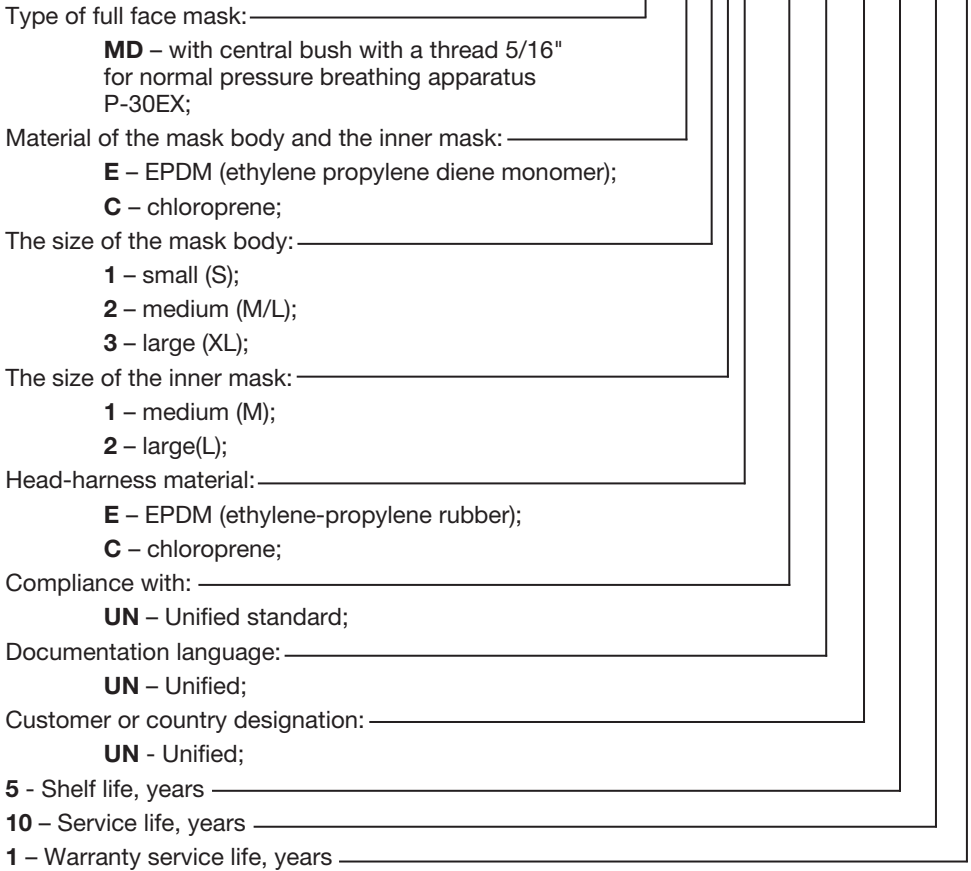 Type of full face mask:
MD – with central bush with a thread 5/16"
for normal pressure breathing apparatus
P-30EX;
Material of the mask body and the inner mask:
E – EPDM (ethylene propylene diene monomer);
C – chloroprene;
The size of the mask body:
1 – small (S);
2 – medium (M/L);
3 – large (XL);
The size of the inner mask:
1 – medium (M);
2 – large(L);
Head-harness material:
E – EPDM (ethylene-propylene rubber);
C – chloroprene;
Compliance with:
UN – Unified standard;
Documentation language:
UN – Unified;
Customer or country designation:
UN - Unified;
5 - Shelf life, years
10 – Service life, years
1 – Warranty service life, years